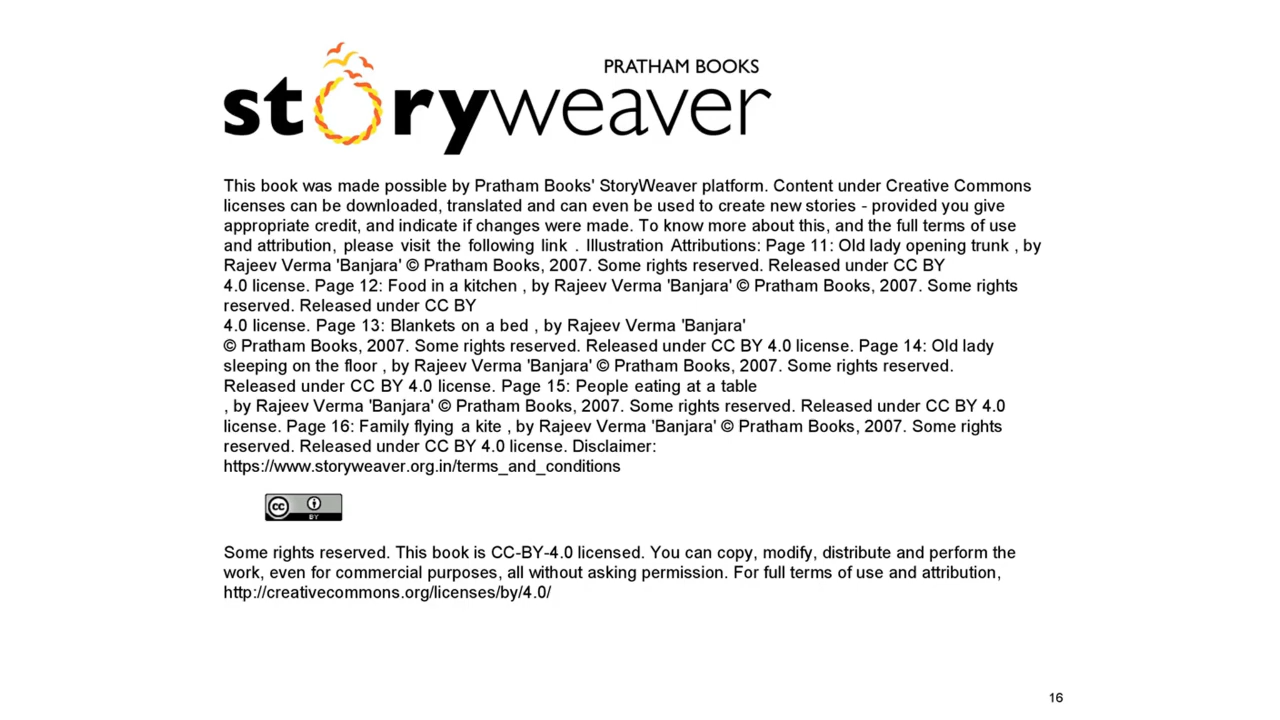 PRATHAM BOOKS
storyweaver
This book was made possible by Pratham Books' StoryWeaver platform. Content under Creative Commons
licenses can be downloaded, translated and can even be used to create new stories - provided you give
appropriate credit, and indicate if changes were made. To know more about this, and the full terms of use
and attribution, please visit the following link . Illustration Attributions: Page 11: Old lady opening trunk , by
Rajeev Verma 'Banjara' © Pratham Books, 2007. Some rights reserved. Released under CC BY
4.0 license. Page 12: Food in a kitchen , by Rajeev Verma 'Banjara' © Pratham Books, 2007. Some rights
reserved. Released under CC BY
4.0 license. Page 13: Blankets on a bed , by Rajeev Verma 'Banjara'
© Pratham Books, 2007. Some rights reserved. Released under CC BY 4.0 license. Page 14: Old lady
sleeping on the floor , by Rajeev Verma 'Banjara' © Pratham Books, 2007. Some rights reserved.
Released under CC BY 4.0 license. Page 15: People eating at a table
, by Rajeev Verma 'Banjara' © Pratham Books, 2007. Some rights reserved. Released under CC BY 4.0
license. Page 16: Family flying a kite , by Rajeev Verma 'Banjara' © Pratham Books, 2007. Some rights
reserved. Released under CC BY 4.0 license. Disclaimer:
https://www.storyweaver.org.in/terms_and_conditions
cc
BY
Some rights reserved. This book is CC-BY-4.0 licensed. You can copy, modify, distribute and perform the
work, even for commercial purposes, all without asking permission. For full terms of use and attribution,
http://creativecommons.org/licenses/by/4.0/
16